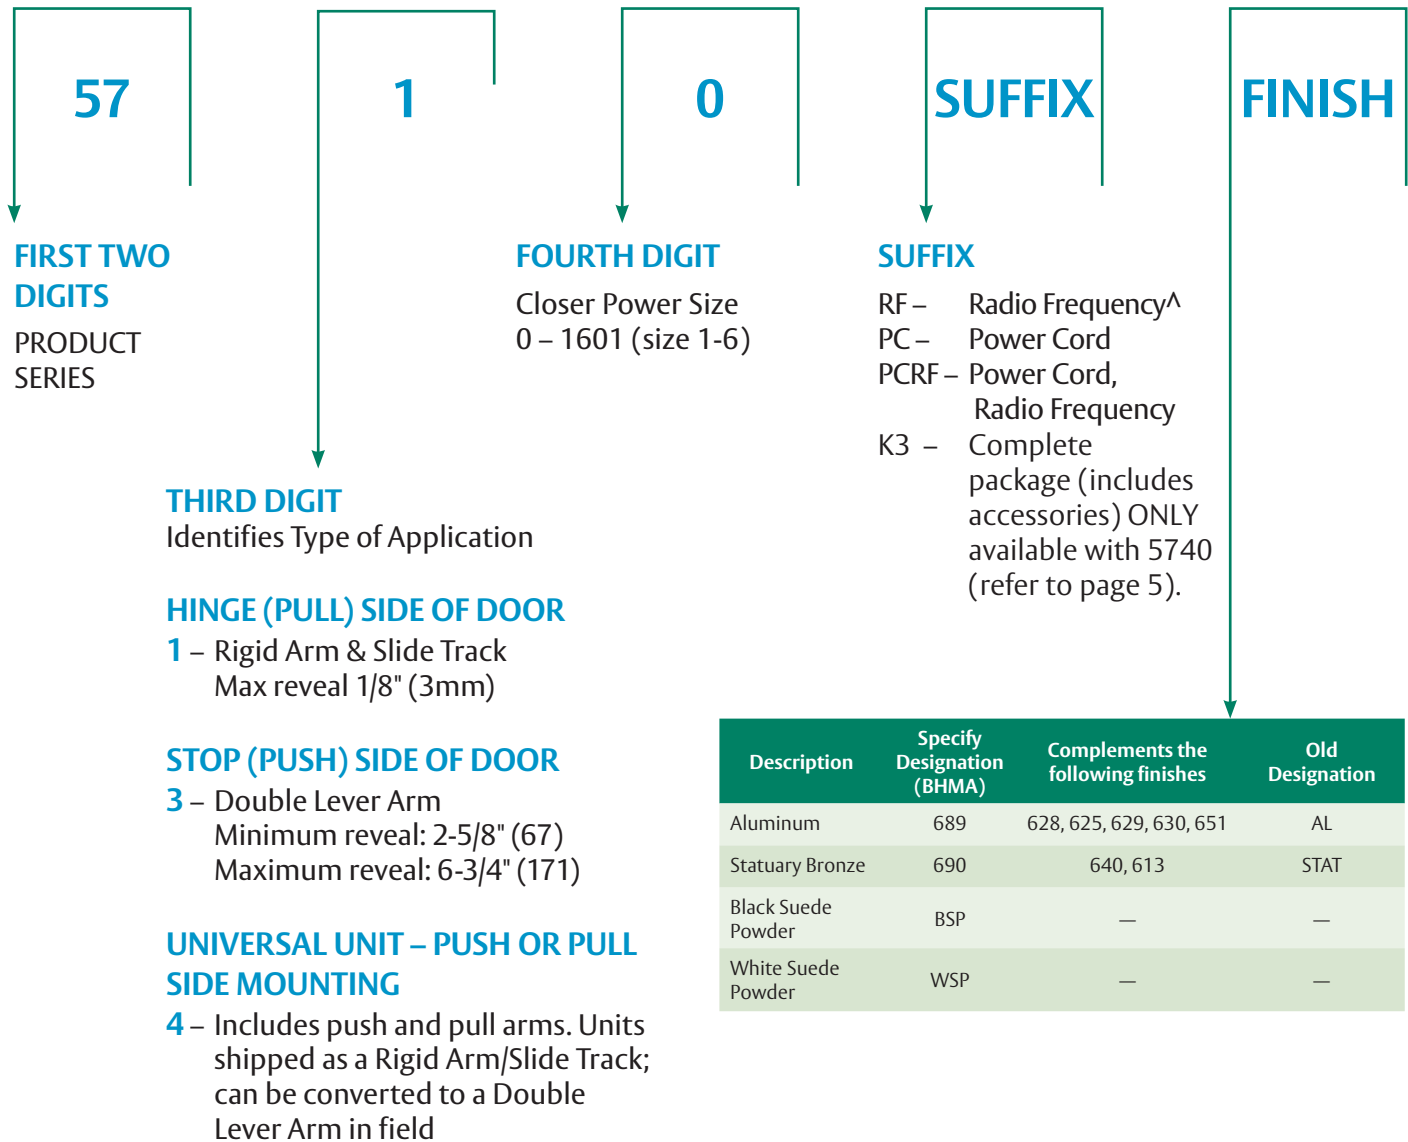 57 1 0 SUFFIX FINISH
FIRST TWO
DIGITS
PRODUCT
SERIES
FOURTH DIGIT
Closer Power Size
0 – 1601 (size 1-6)
SUFFIX
RF – Radio Frequency^
PC – Power Cord
PCRF – Power Cord,
Radio Frequency
K3 – Complete
package (includes
accessories) ONLY
available with 5740
(refer to page 5).
THIRD DIGIT
Identifies Type of Application
HINGE (PULL) SIDE OF DOOR
1 – Rigid Arm & Slide Track
Max reveal 1/8" (3mm)
STOP (PUSH) SIDE OF DOOR
3 – Double Lever Arm
Minimum reveal: 2-5/8" (67)
Maximum reveal: 6-3/4" (171)
UNIVERSAL UNIT – PUSH OR PULL
SIDE MOUNTING
4 – Includes push and pull arms. Units
shipped as a Rigid Arm/Slide Track;
can be converted to a Double
Lever Arm in field
Description
Specify
Designation
(BHMA)
Complements the
following finishes
Old
Designation
Aluminum 689 628, 625, 629, 630, 651 AL
Statuary Bronze 690 640, 613 STAT
Black Suede
Powder
BSP — —
White Suede
Powder
WSP — —